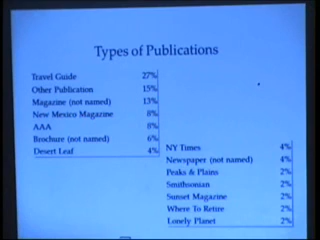 Types of Publications
Travel Guide 27%
Other Publication 15%
Magazine (not named) 13%
New Mexico Magazine 8%
AAA 8%
Brochure (not named) 6%
Desert Leaf 4%
NY Times 4%
Newspaper (not named) 4%
Peaks & Plains 2%
Smithsonian 2%
Sunset Magazine 2%
Where To Retire 2%
Lonely Planet 2%